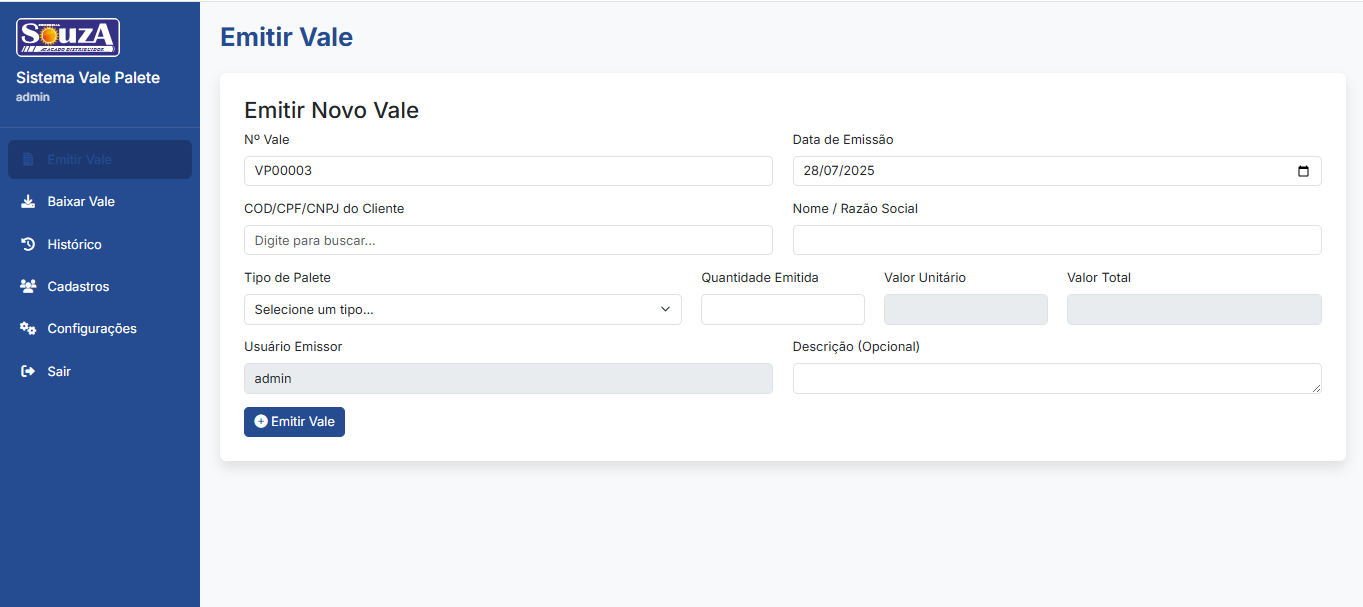 SouzA
ATACADO DISTRIBUIDOR
Sistema Vale Palete
admin
Emitir Vale
Baixar Vale
Histórico
Cadastros
Configurações
Sair
Emitir Vale
Emitir Novo Vale
Nº Vale
Data de Emissão
VP00003
28/07/2025
COD/CPF/CNPJ do Cliente
Nome / Razão Social
Digite para buscar...
Tipo de Palete
Quantidade Emitida
Valor Unitário
Valor Total
Selecione um tipo...
Usuário Emissor
Descrição (Opcional)
admin
Emitir Vale